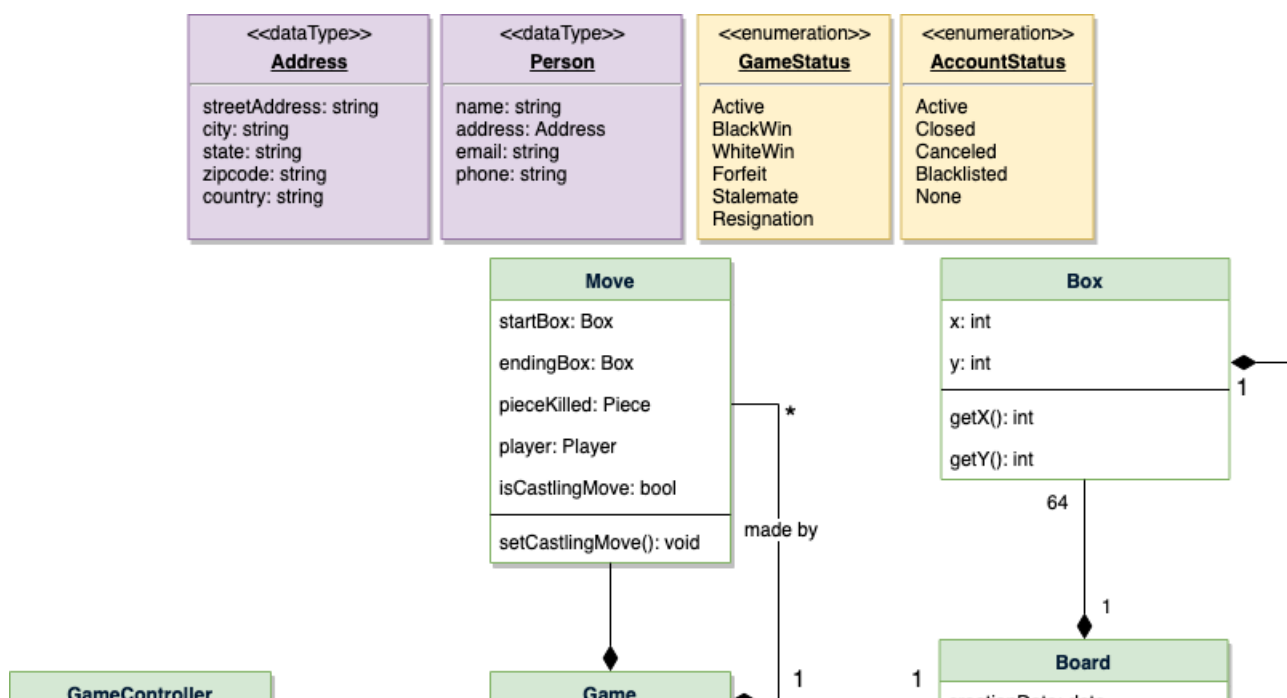 <<dataType>>
Address
streetAddress: string
city: string
state: string
zipcode: string
country: string
<<dataType>>
Person
name: string
address: Address
email: string
phone: string
<<enumeration>>
GameStatus
Active
BlackWin
WhiteWin
Forfeit
Stalemate
Resignation
<<enumeration>>
AccountStatus
Active
Closed
Canceled
Blacklisted
None
Move
startBox: Box
endingBox: Box
pieceKilled: Piece
player: Player
isCastlingMove: bool
setCastlingMove(): void
*
made by
Box
x: int
y: int
getX(): int
getY(): int
1
64
1
GameController
Game
1
1
Board